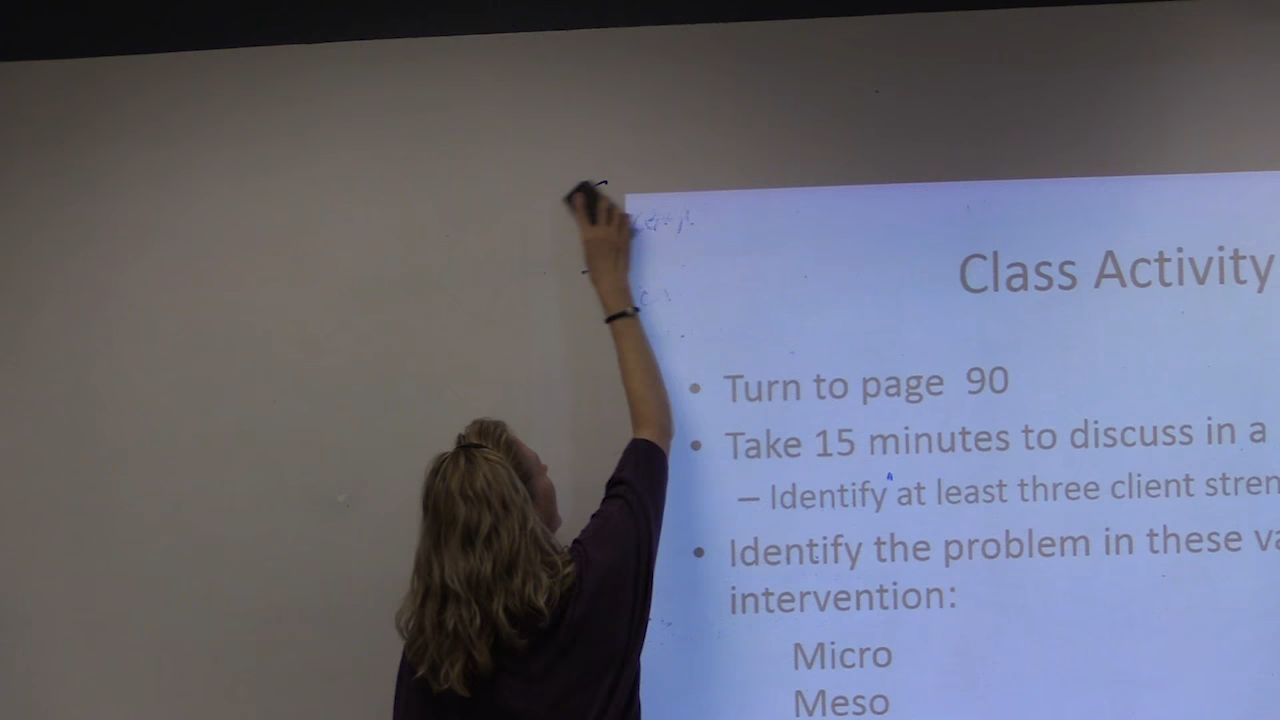 Class Activity
• Turn to page 90
• Take 15 minutes to discuss in a
– Identify at least three client stren
• Identify the problem in these va
intervention:
Micro
Meso